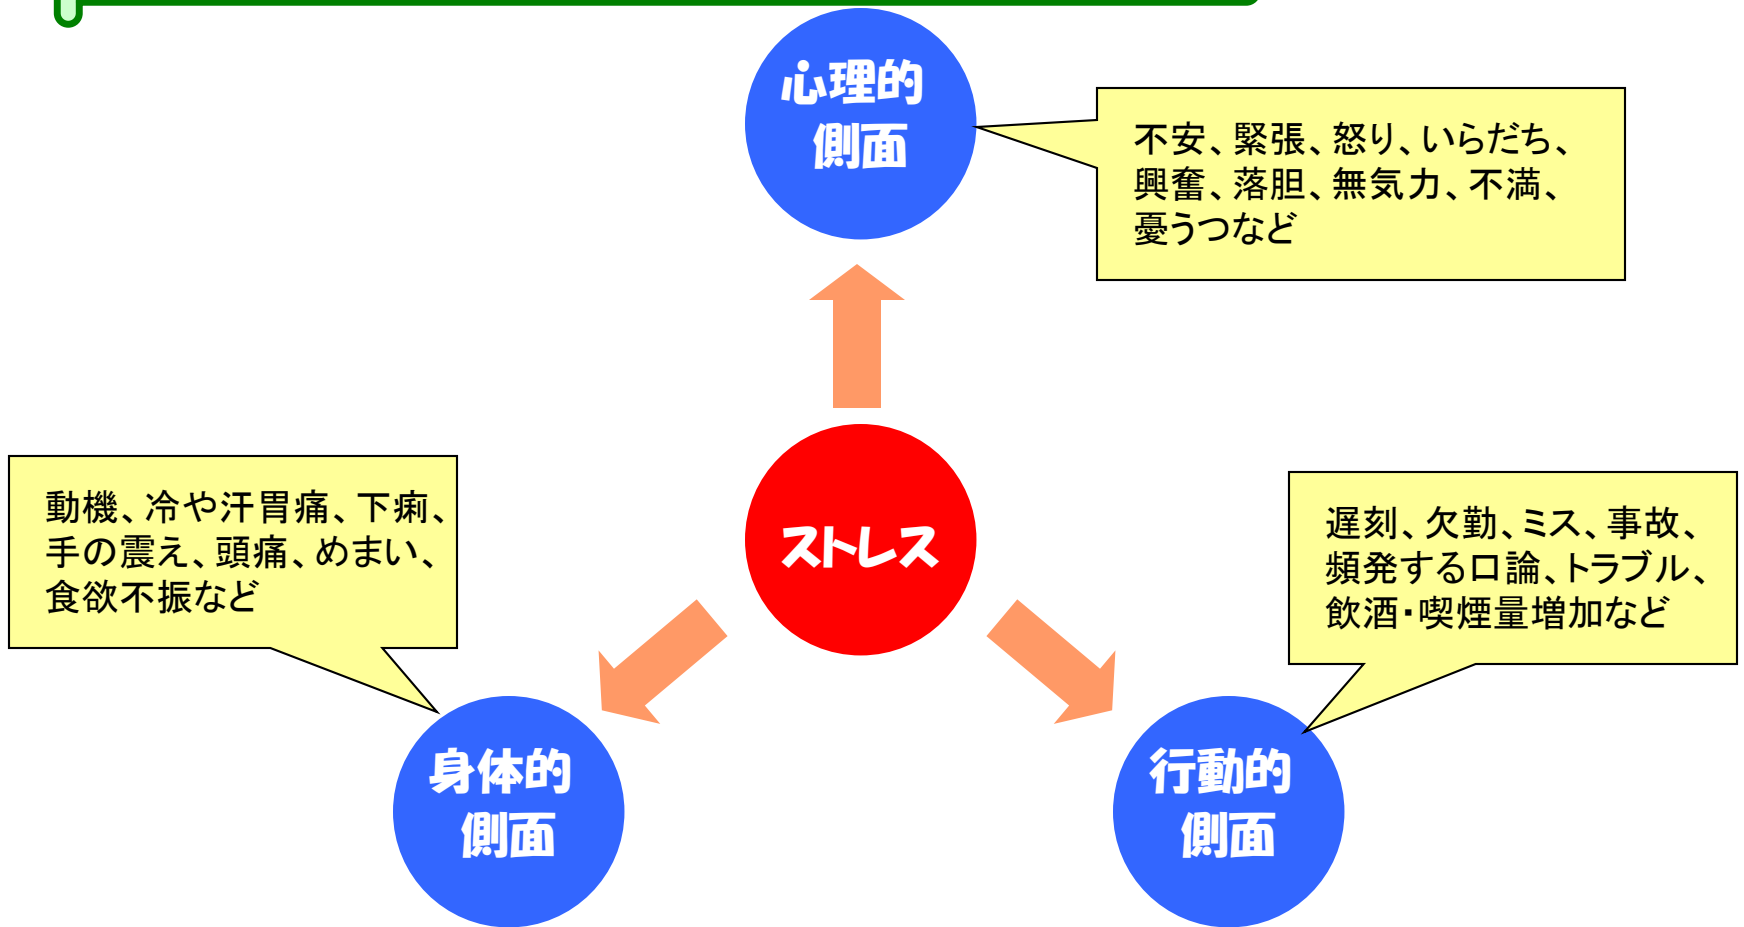 心理的
側面
不安、緊張、怒り、いらだち、
興奮、落胆、無気力、不満、
憂うつなど
動機、冷や汗胃痛、下痢、
手の震え、頭痛、めまい、
食欲不振など
ストレス
遅刻、欠勤、ミス、事故、
頻発する口論、トラブル、
飲酒・喫煙量増加など
身体的
側面
行動的
側面